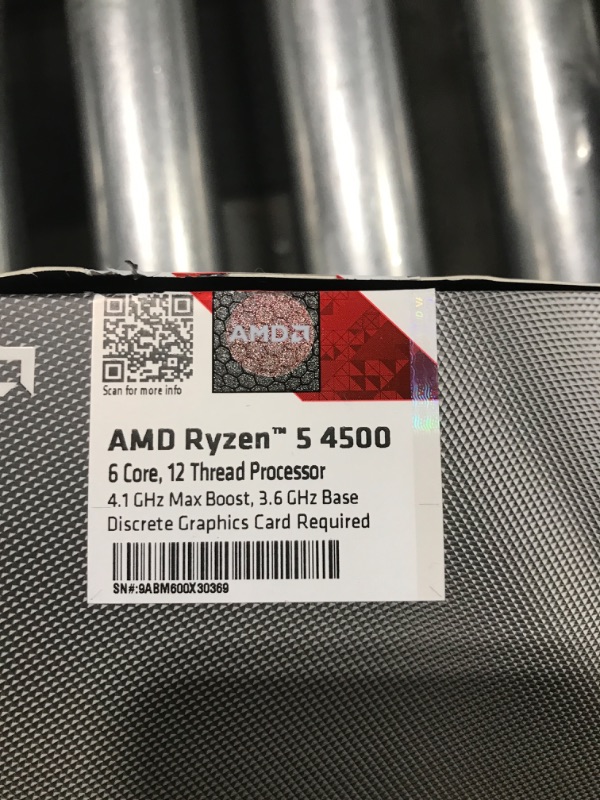 Scan for more info
AMD
AMD Ryzen™ 5 4500
6 Core, 12 Thread Processor
4.1 GHz Max Boost, 3.6 GHz Base
Discrete Graphics Card Required
SN#:9ABM600X30369